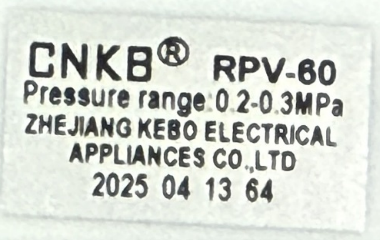 CNKB® RPV-60
Pressure range:0.2-0.3MPa
ZHEJIANG KEBO ELECTRICAL
APPLIANCES CO.,LTD
2025 04 13 64